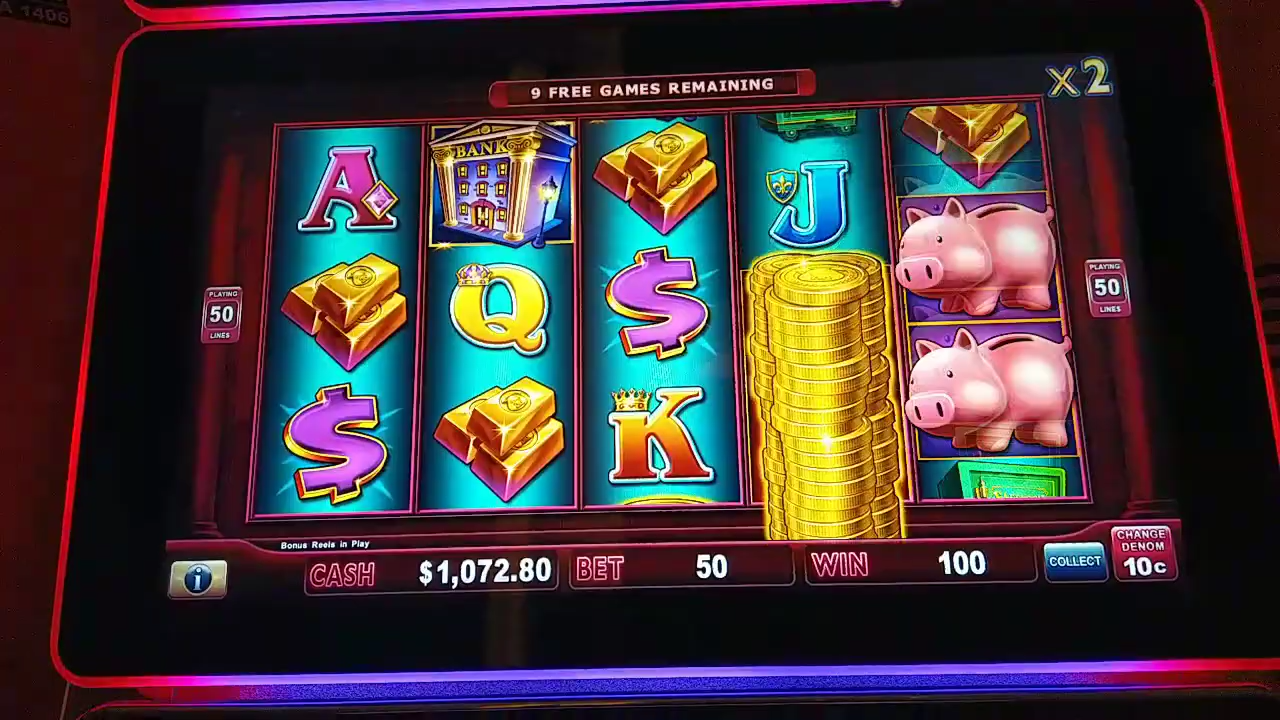 A 1406
9 FREE GAMES REMAINING
X2
A
BANK
J
Q
K
PLAYING
50
LINES
PLAYING
50
LINES
Bonus Reels in Play
i
CASH $1,072.80
BET 50
WIN 100
COLLECT
CHANGE
DENOM
10c